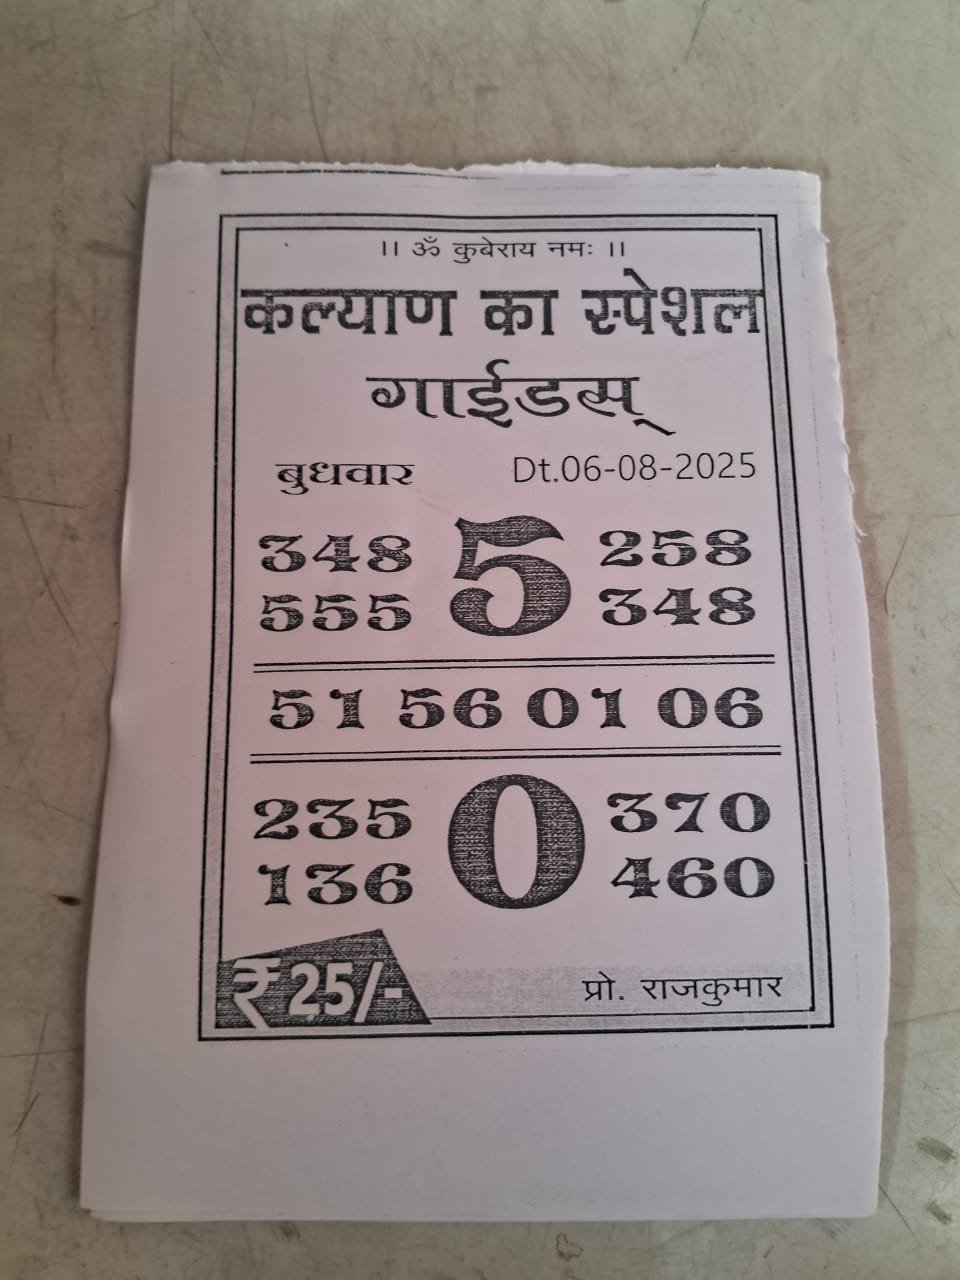 ।। ॐ कुबेराय नमः ।।
कल्याण का स्पेशल
गाईडस्
बुधवार Dt.06-08-2025
348 5 258
555 348
51 56 01 06
235 0 370
136 460
₹ 25/- प्रो. राजकुमार